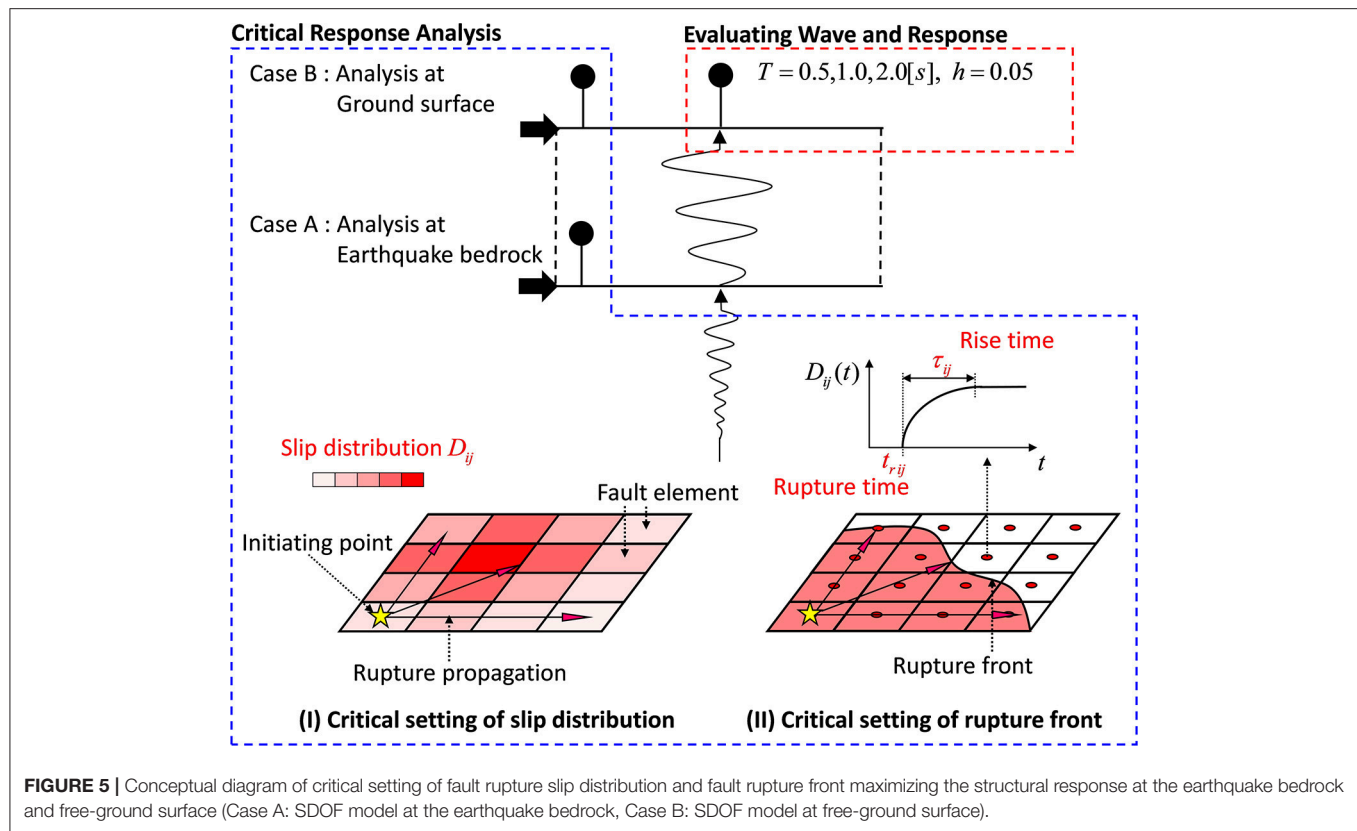 Critical Response Analysis
Evaluating Wave and Response
Case B : Analysis at
Ground surface
T = 0.5,1.0, 2.0[s], h = 0.05
Case A : Analysis at
Earthquake bedrock
Rise time
τij
Dij(t)
trij
t
Rupture time
Slip distribution Dij
Fault element
Initiating point
Rupture propagation
Rupture front
(I) Critical setting of slip distribution
(II) Critical setting of rupture front
FIGURE 5 | Conceptual diagram of critical setting of fault rupture slip distribution and fault rupture front maximizing the structural response at the earthquake bedrock
and free-ground surface (Case A: SDOF model at the earthquake bedrock, Case B: SDOF model at free-ground surface).